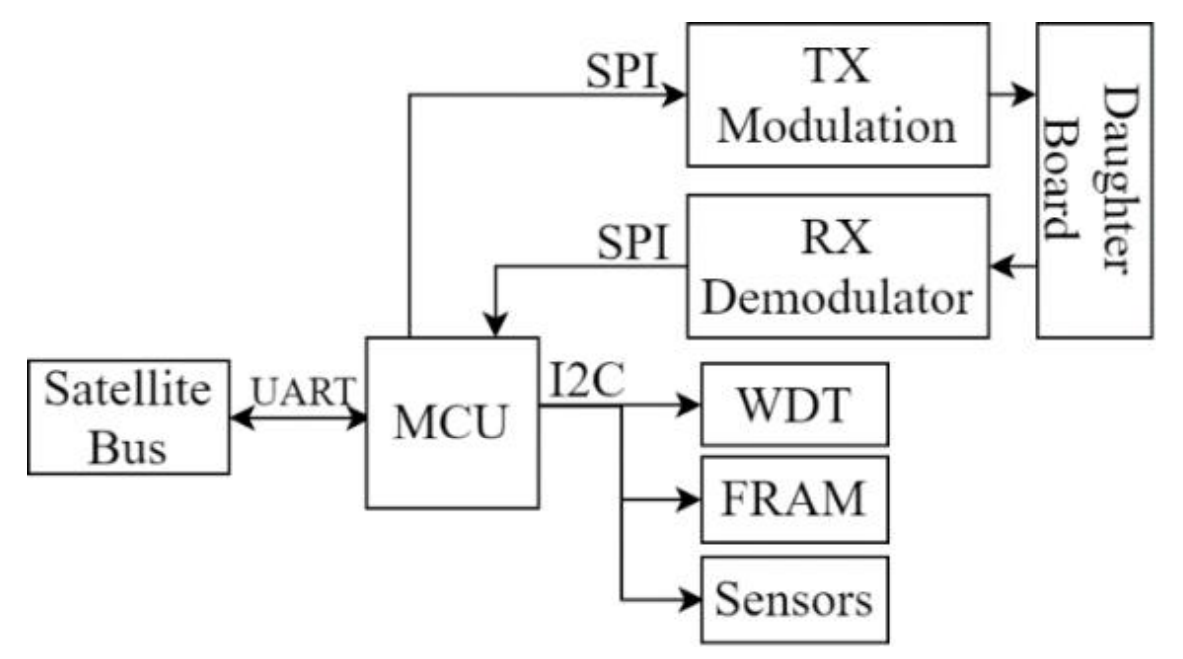 SPI
TX
Modulation
Daughter
Board
SPI
RX
Demodulator
Satellite
Bus
UART
MCU
I2C
WDT
FRAM
Sensors